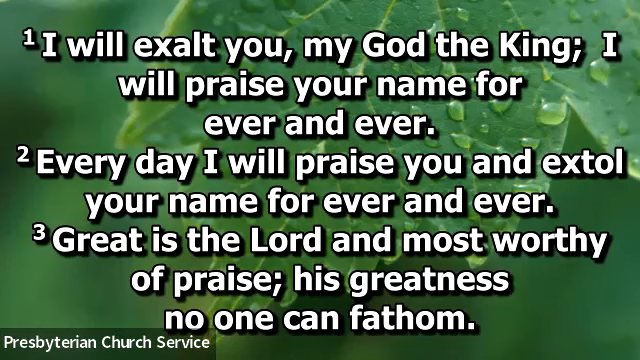 ¹ I will exalt you, my God the King;  I
will praise your name for
ever and ever.
² Every day I will praise you and extol
your name for ever and ever.
³ Great is the Lord and most worthy
of praise; his greatness
no one can fathom.
Presbyterian Church Service